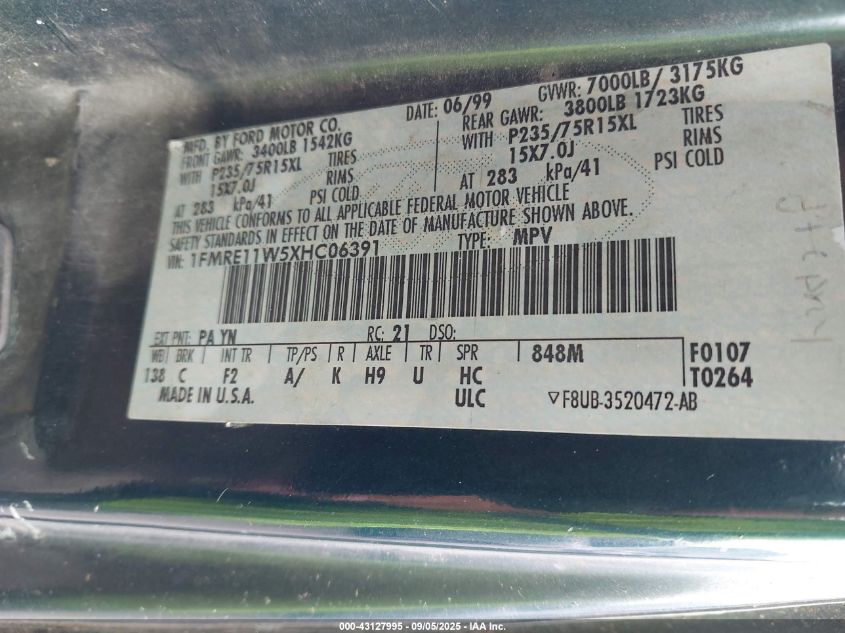 MFD. BY FORD MOTOR CO.
DATE: 06/99 GVWR: 7000LB/ 3175KG
FRONT GAWR: 3400LB 1542KG REAR GAWR: 3800LB 1723KG
WITH P235/75R15XL TIRES WITH P235/75R15XL TIRES
15X7.0J RIMS 15X7.0J RIMS
AT 283 kPa/41 PSI COLD AT 283 kPa/41 PSI COLD
THIS VEHICLE CONFORMS TO ALL APPLICABLE FEDERAL MOTOR VEHICLE
SAFETY STANDARDS IN EFFECT ON THE DATE OF MANUFACTURE SHOWN ABOVE.
VIN: 1FMRE11W5XHC06391 TYPE: MPV
EXT PNT: PA YN RC: 21 DSO:
WB BRK INT TR TP/PS R AXLE TR SPR 848M F0107
138 C F2 A/ K H9 U HC T0264
MADE IN U.S.A. ULC ▽F8UB-3520472-AB
000-43127995 - 09/05/2025 - IAA Inc.